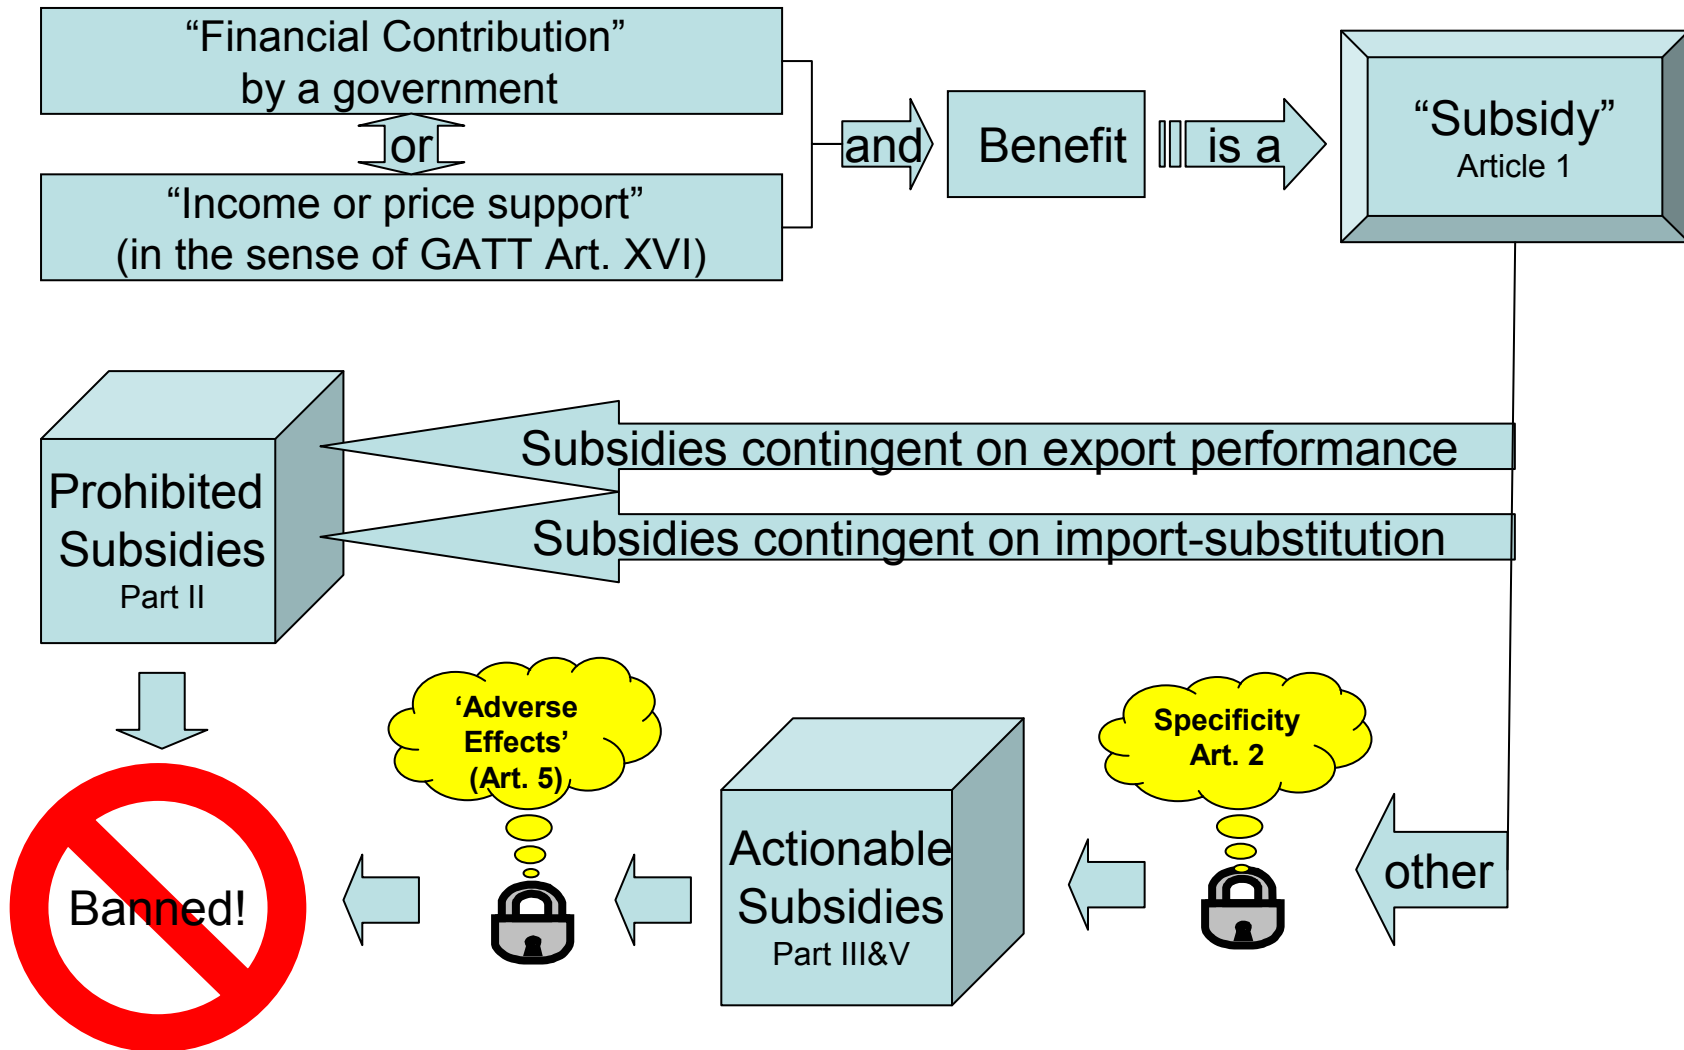 “Financial Contribution”
by a government
or
“Income or price support”
(in the sense of GATT Art. XVI)
and
Benefit
is a
“Subsidy”
Article 1
Subsidies contingent on export performance
Subsidies contingent on import-substitution
Prohibited
Subsidies
Part II
‘Adverse
Effects’
(Art. 5)
Specificity
Art. 2
Banned!
Actionable
Subsidies
Part III&V
other